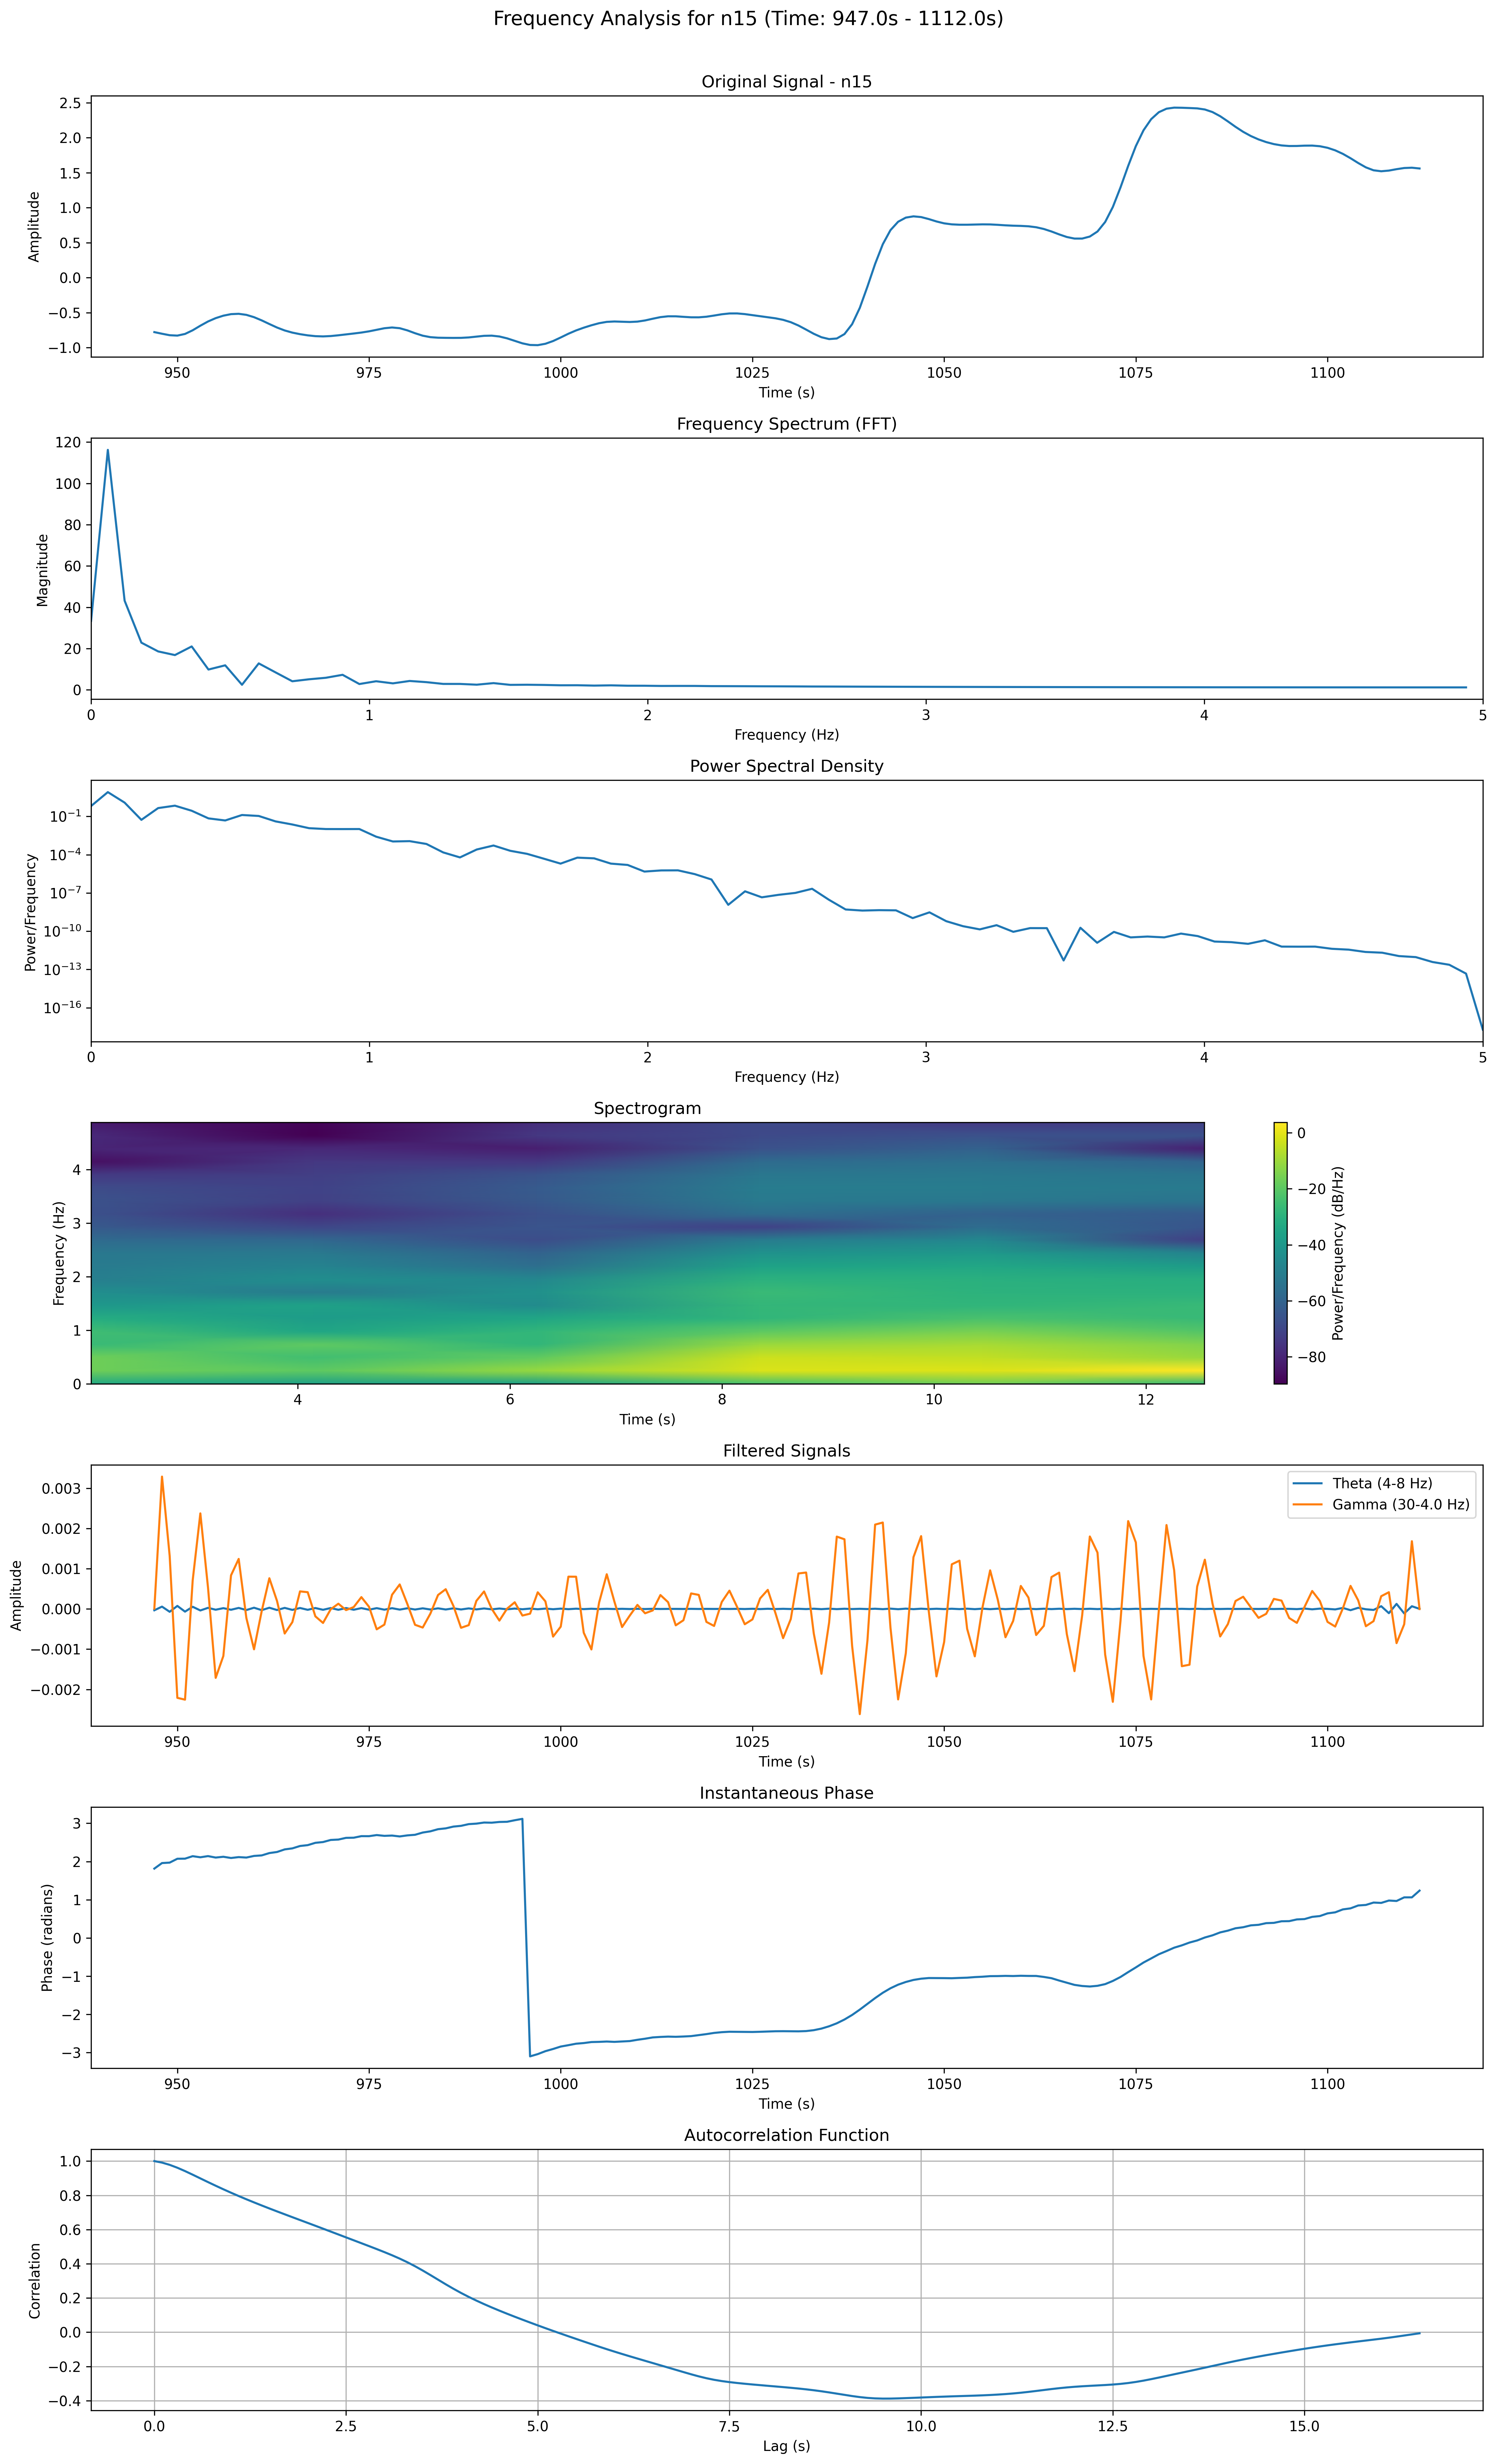 Frequency Analysis for n15 (Time: 947.0s - 1112.0s)
Original Signal - n15
Amplitude
2.5
2.0
1.5
1.0
0.5
0.0
−0.5
−1.0
950 975 1000 1025 1050 1075 1100
Time (s)
Frequency Spectrum (FFT)
Magnitude
120
100
80
60
40
20
0
0 1 2 3 4 5
Frequency (Hz)
Power Spectral Density
Power/Frequency
10⁻¹
10⁻⁴
10⁻⁷
10⁻¹⁰
10⁻¹³
10⁻¹⁶
0 1 2 3 4 5
Frequency (Hz)
Spectrogram
Frequency (Hz)
4
3
2
1
0
4 6 8 10 12
Time (s)
0
−20
−40
−60
−80
Power/Frequency (dB/Hz)
Filtered Signals
Amplitude
0.003
0.002
0.001
0.000
−0.001
−0.002
Theta (4-8 Hz)
Gamma (30-4.0 Hz)
950 975 1000 1025 1050 1075 1100
Time (s)
Instantaneous Phase
Phase (radians)
3
2
1
0
−1
−2
−3
950 975 1000 1025 1050 1075 1100
Time (s)
Autocorrelation Function
Correlation
1.0
0.8
0.6
0.4
0.2
0.0
−0.2
−0.4
0.0 2.5 5.0 7.5 10.0 12.5 15.0
Lag (s)